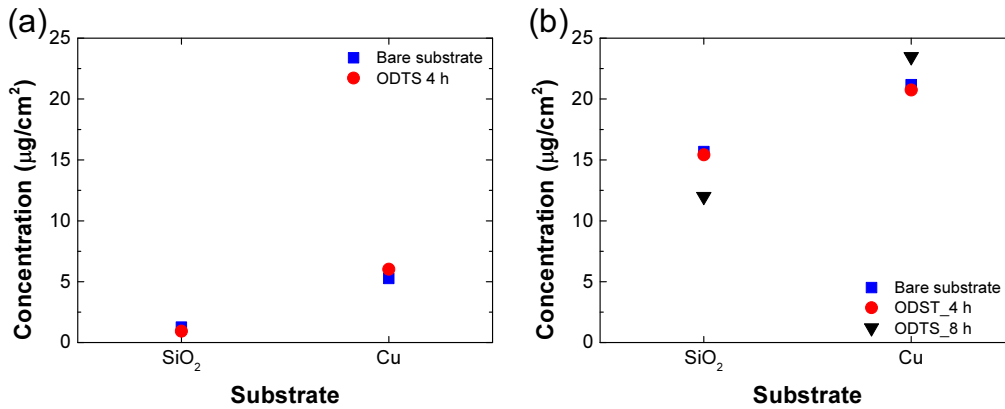 (a)
Concentration (μg/cm²)
25
20
15
10
5
0
SiO₂
Cu
Substrate
Bare substrate
ODTS 4 h
(b)
Concentration (μg/cm²)
25
20
15
10
5
0
SiO₂
Cu
Substrate
Bare substrate
ODST_4 h
ODTS_8 h